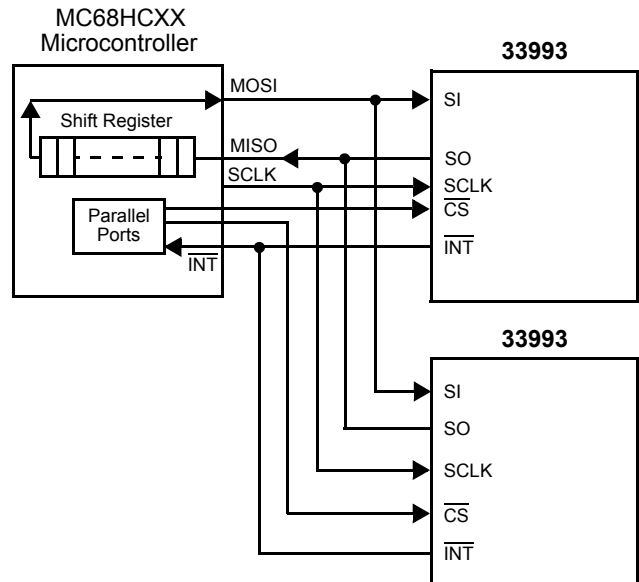 MC68HCXX
Microcontroller
33993
MOSI
SI
Shift Register
MISO
SO
SCLK
SCLK
CS
Parallel
Ports
INT
INT
33993
SI
SO
SCLK
CS
INT